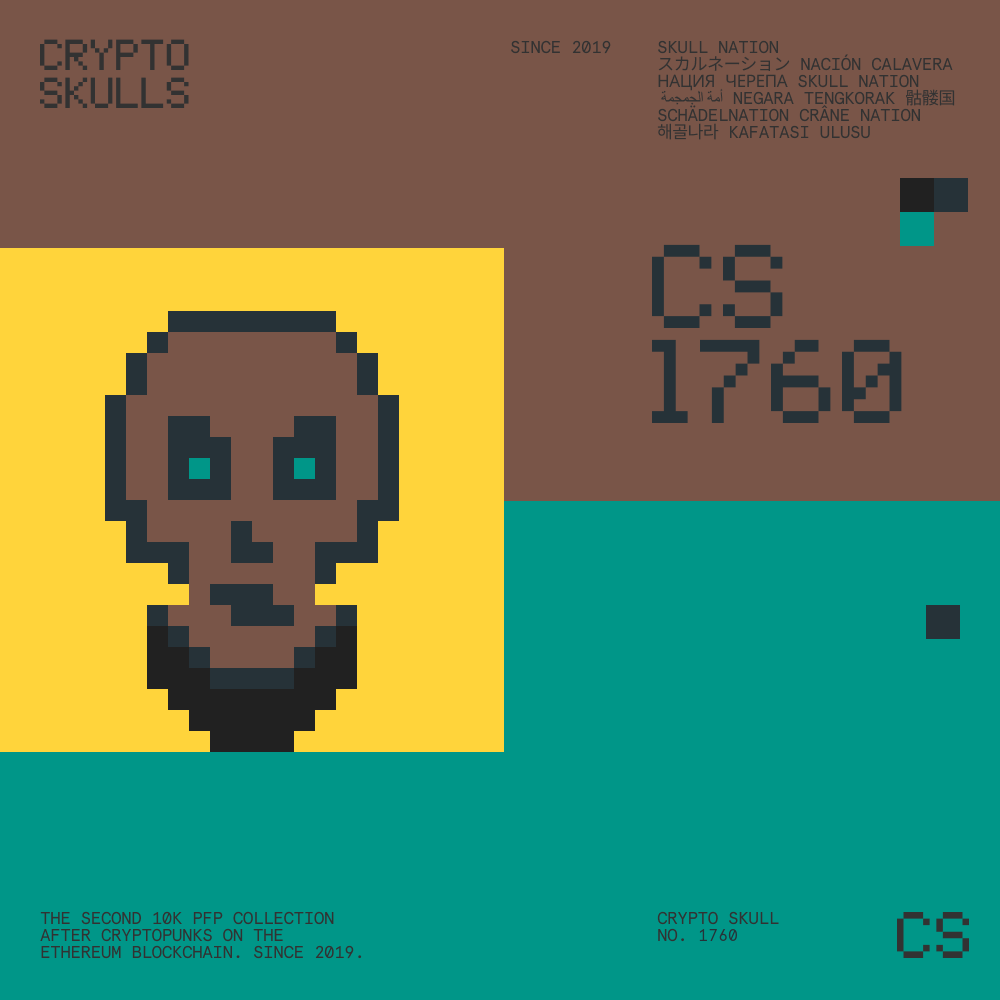 CRYPTO
SKULLS
SINCE 2019
SKULL NATION
スカルネーション NACIÓN CALAVERA
НАЦИЯ ЧЕРЕПА SKULL NATION
أمة الجمجمة NEGARA TENGKORAK 骷髅国
SCHÄDELNATION CRÂNE NATION
해골나라 KAFATASI ULUSU
CS
1760
THE SECOND 10K PFP COLLECTION
AFTER CRYPTOPUNKS ON THE
ETHEREUM BLOCKCHAIN. SINCE 2019.
CRYPTO SKULL
NO. 1760
CS